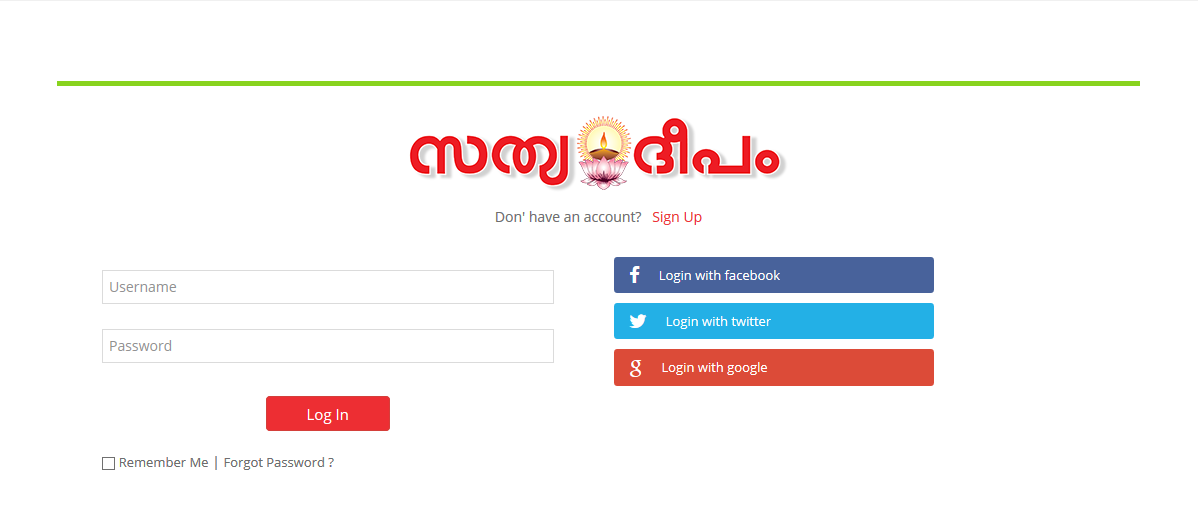 സത്യദീപം
Don' have an account? Sign Up
Username
Password
Log In
Remember Me | Forgot Password ?
Login with facebook
Login with twitter
Login with google